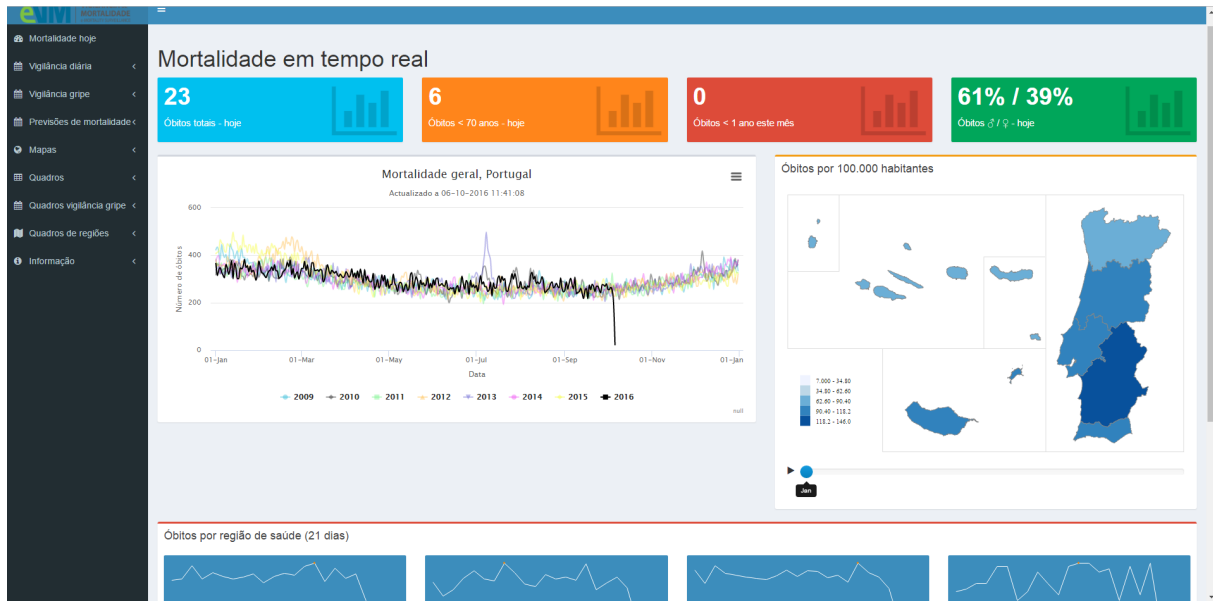 eVM MORTALIDADE
Mortalidade hoje
Vigilância diária
Vigilância gripe
Previsões de mortalidade
Mapas
Quadros
Quadros vigilância gripe
Quadros de regiões
Informação
Mortalidade em tempo real
23
Óbitos totais - hoje
6
Óbitos < 70 anos - hoje
0
Óbitos < 1 ano este mês
61% / 39%
Óbitos ♂ / ♀ - hoje
Mortalidade geral, Portugal
Actualizado a 06-10-2016 11:41:08
Número de óbitos
600
400
200
0
01-Jan 01-Mar 01-May 01-Jul 01-Sep 01-Nov 01-Jan
Data
2009 2010 2011 2012 2013 2014 2015 2016
null
Óbitos por 100.000 habitantes
7.000 - 34.80
34.80 - 62.60
62.60 - 90.40
90.40 - 118.2
118.2 - 146.0
Jan
Óbitos por região de saúde (21 dias)